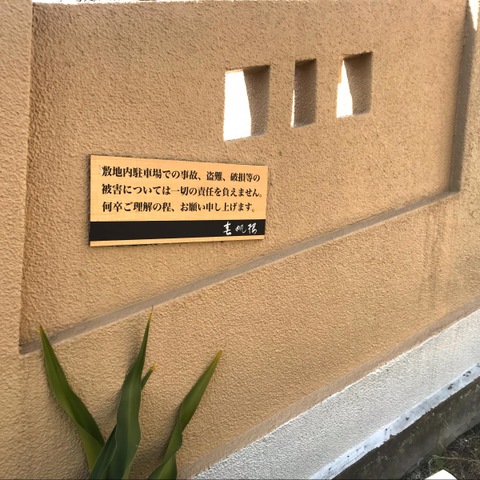 敷地内駐車場での事故、盗難、破損等の
被害については一切の責任を負えません。
何卒ご理解の程、お願い申し上げます。